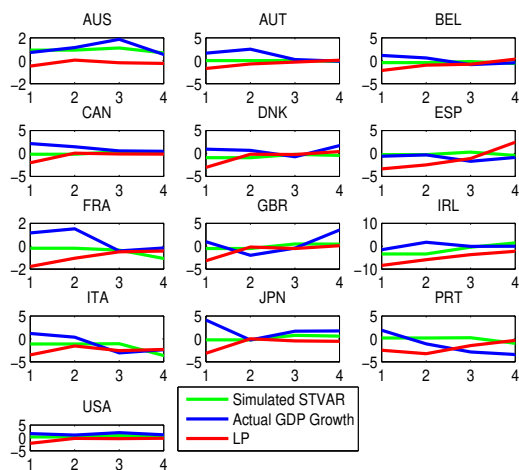 AUS AUT BEL
2 5 5
0 0 0
−2 −5 −5
1 2 3 4 1 2 3 4 1 2 3 4
CAN DNK ESP
5 5 5
0 0 0
−5 −5 −5
1 2 3 4 1 2 3 4 1 2 3 4
FRA GBR IRL
2 5 10
0 0 0
−2 −5 −10
1 2 3 4 1 2 3 4 1 2 3 4
ITA JPN PRT
5 5 5
0 0 0
−5 −5 −5
1 2 3 4 1 2 3 4 1 2 3 4
USA
5
0
−5
1 2 3 4
Simulated STVAR
Actual GDP Growth
LP